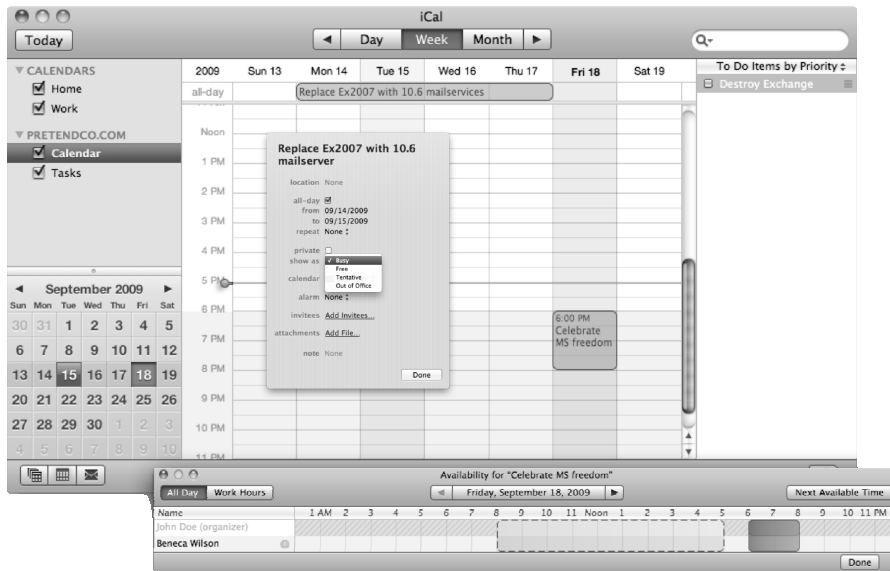 iCal
Today
Day Week Month
CALENDARS
Home
Work
PRETENDCO.COM
Calendar
Tasks
2009 Sun 13 Mon 14 Tue 15 Wed 16 Thu 17 Fri 18 Sat 19
all-day Replace Ex2007 with 10.6 mailservices
Noon
1 PM
2 PM
3 PM
4 PM
5 PM
6 PM
7 PM
8 PM
9 PM
10 PM
11 PM
Replace Ex2007 with 10.6
mailserver
location None
all-day
from 09/14/2009
to 09/15/2009
repeat None
private
show as ✓ Busy
Free
Tentative
Out of Office
calendar
alarm None
invitees Add Invitees...
attachments Add File...
note None
Done
6:00 PM
Celebrate
MS freedom
To Do Items by Priority
Destroy Exchange
September 2009
Sun Mon Tue Wed Thu Fri Sat
30 31 1 2 3 4 5
6 7 8 9 10 11 12
13 14 15 16 17 18 19
20 21 22 23 24 25 26
27 28 29 30 1 2 3
4 5 6 7 8 9 10
Availability for "Celebrate MS freedom"
All Day Work Hours Friday, September 18, 2009 Next Available Time
Name 1 AM 2 3 4 5 6 7 8 9 10 11 Noon 1 2 3 4 5 6 7 8 9 10 11 PM
John Doe (organizer)
Beneca Wilson
Done